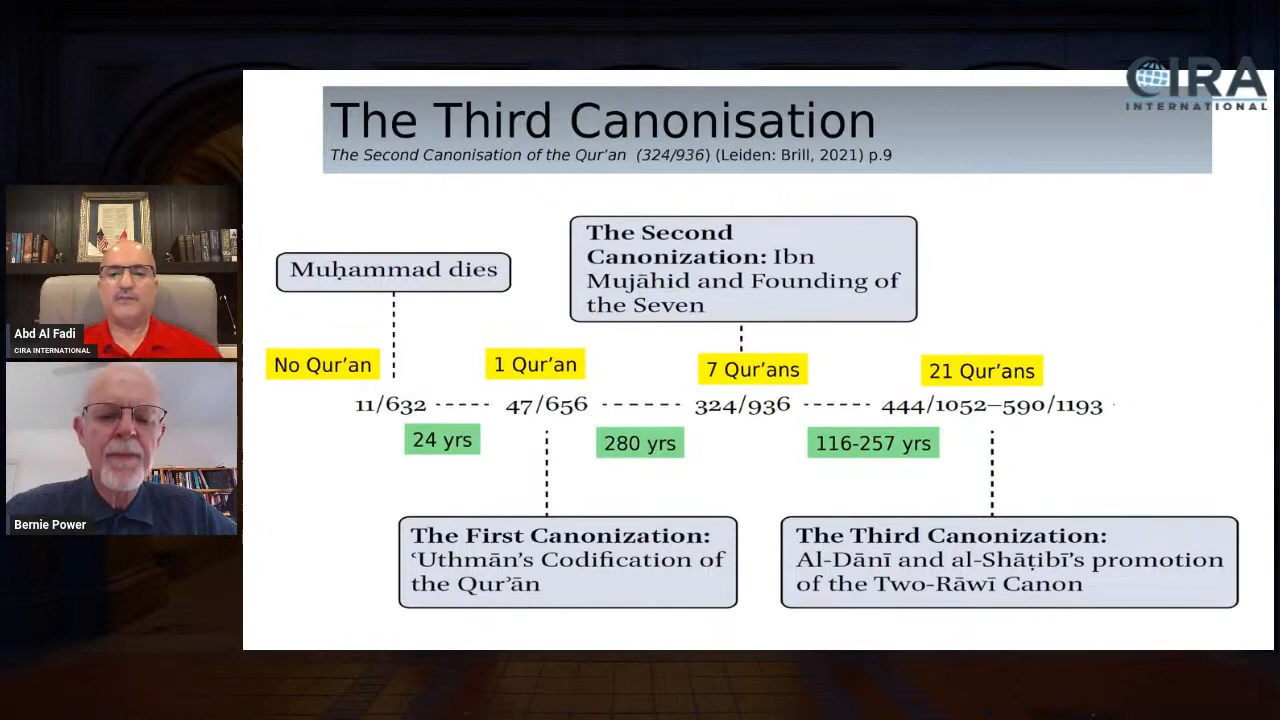 CIRA
INTERNATIONAL
The Third Canonisation
The Second Canonisation of the Qur'an (324/936) (Leiden: Brill, 2021) p.9
The Second
Canonization: Ibn
Mujāhid and Founding of
the Seven
Muḥammad dies
No Qur'an
1 Qur'an
7 Qur'ans
21 Qur'ans
11/632
47/656
324/936
444/1052–590/1193
24 yrs
280 yrs
116-257 yrs
The First Canonization:
ʿUthmān's Codification of
the Qurʾān
The Third Canonization:
Al-Dānī and al-Shāṭibī's promotion
of the Two-Rāwī Canon
Abd Al Fadi
CIRA INTERNATIONAL
Bernie Power